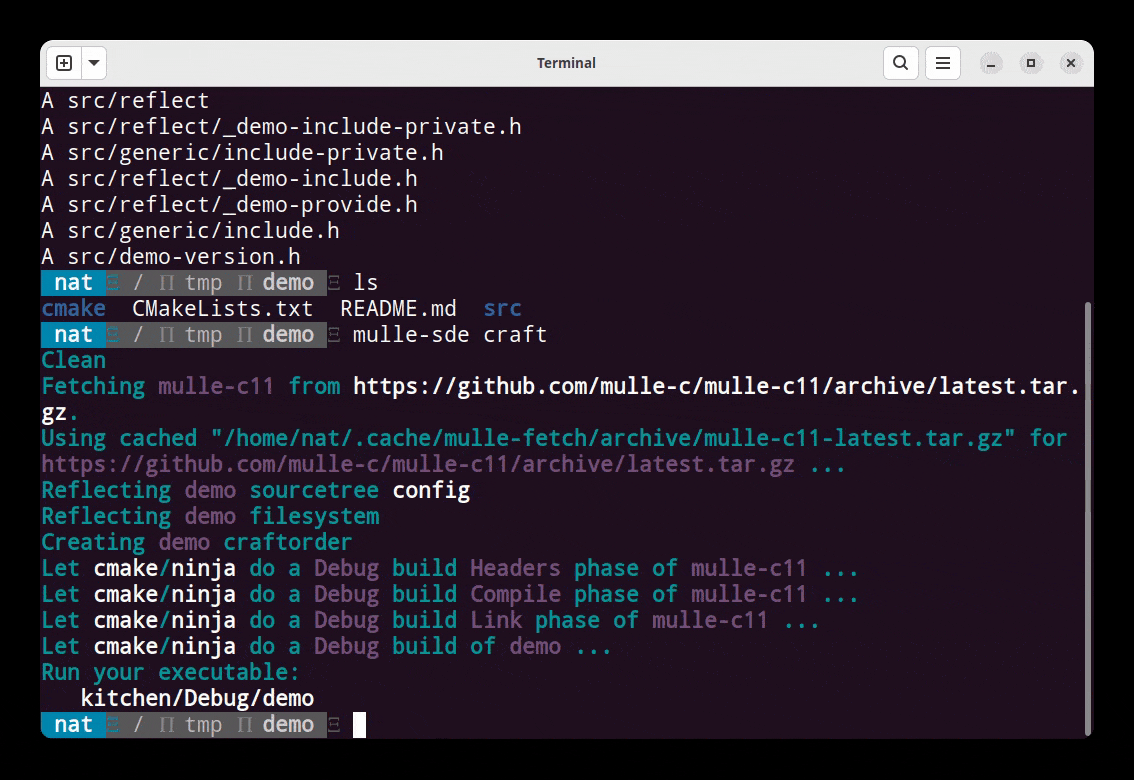 Terminal
A src/reflect
A src/reflect/_demo-include-private.h
A src/generic/include-private.h
A src/reflect/_demo-include.h
A src/reflect/_demo-provide.h
A src/generic/include.h
A src/demo-version.h
nat Ξ / Π tmp Π demo Ξ ls
cmake  CMakeLists.txt  README.md  src
nat Ξ / Π tmp Π demo Ξ mulle-sde craft
Clean
Fetching mulle-c11 from https://github.com/mulle-c/mulle-c11/archive/latest.tar.
gz.
Using cached "/home/nat/.cache/mulle-fetch/archive/mulle-c11-latest.tar.gz" for
https://github.com/mulle-c/mulle-c11/archive/latest.tar.gz ...
Reflecting demo sourcetree config
Reflecting demo filesystem
Creating demo craftorder
Let cmake/ninja do a Debug build Headers phase of mulle-c11 ...
Let cmake/ninja do a Debug build Compile phase of mulle-c11 ...
Let cmake/ninja do a Debug build Link phase of mulle-c11 ...
Let cmake/ninja do a Debug build of demo ...
Run your executable:
   kitchen/Debug/demo
nat Ξ / Π tmp Π demo Ξ